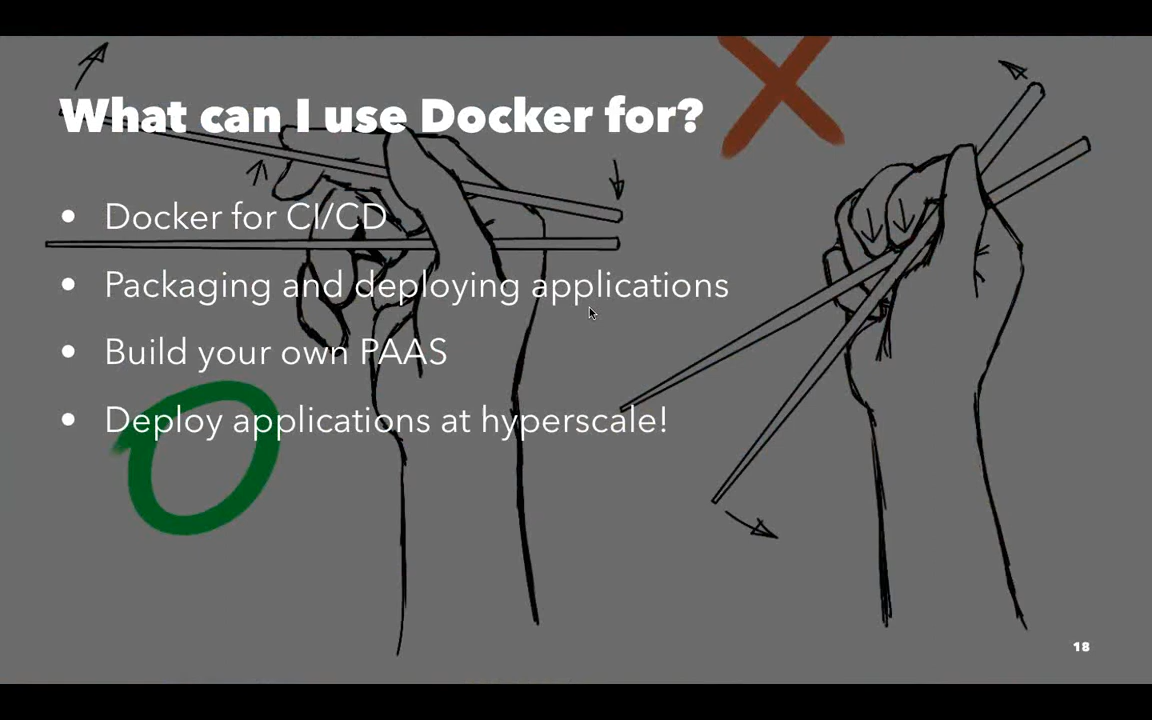 What can I use Docker for?
• Docker for CI/CD
• Packaging and deploying applications
• Build your own PAAS
• Deploy applications at hyperscale!
18